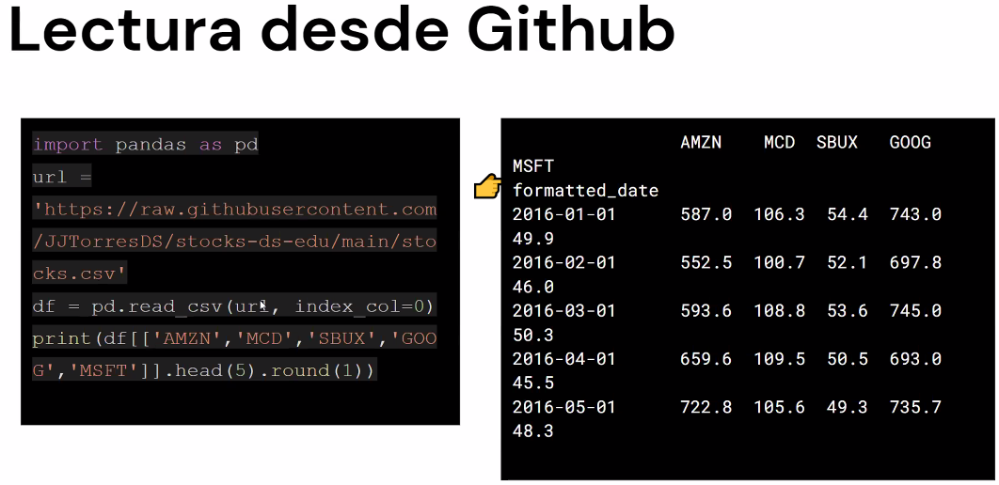 Lectura desde Github
import pandas as pd
url =
'https://raw.githubusercontent.com
/JJTorresDS/stocks-ds-edu/main/sto
cks.csv'
df = pd.read_csv(url, index_col=0)
print(df[['AMZN','MCD','SBUX','GOO
G','MSFT']].head(5).round(1))
AMZN MCD SBUX GOOG
MSFT
formatted_date
2016-01-01 587.0 106.3 54.4 743.0
49.9
2016-02-01 552.5 100.7 52.1 697.8
46.0
2016-03-01 593.6 108.8 53.6 745.0
50.3
2016-04-01 659.6 109.5 50.5 693.0
45.5
2016-05-01 722.8 105.6 49.3 735.7
48.3